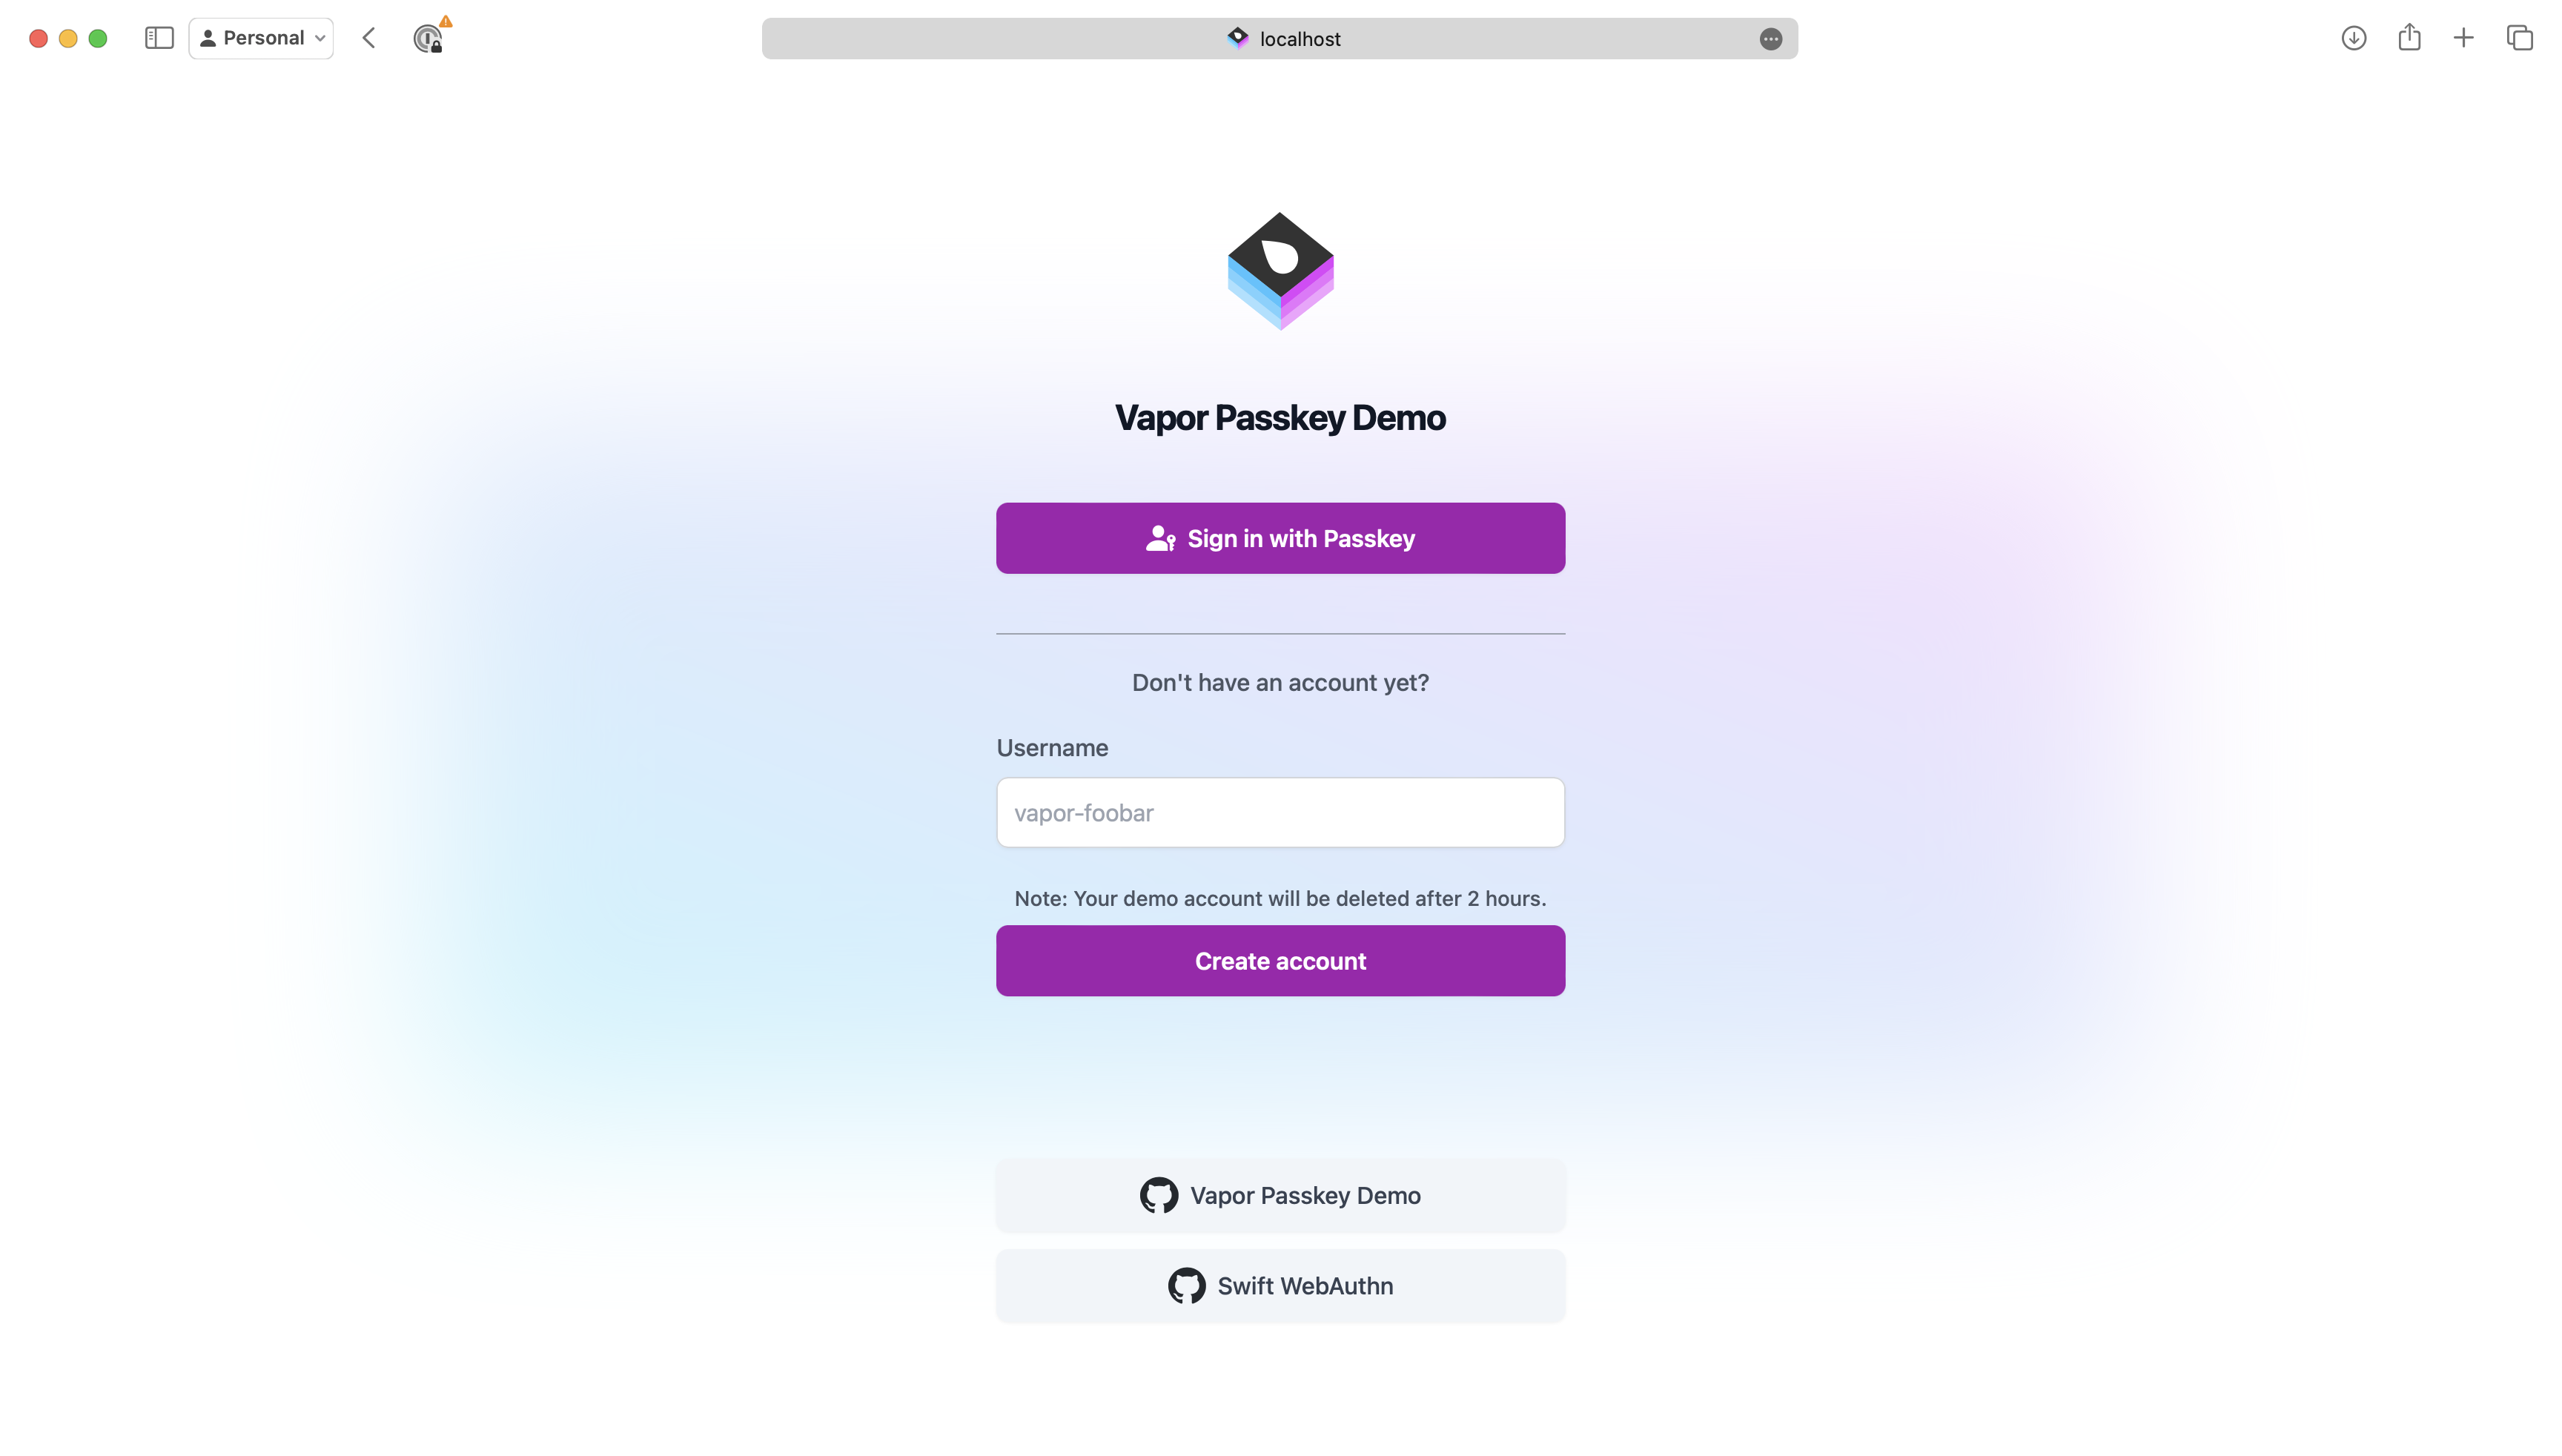 Personal
localhost
Vapor Passkey Demo
Sign in with Passkey
Don't have an account yet?
Username
vapor-foobar
Note: Your demo account will be deleted after 2 hours.
Create account
Vapor Passkey Demo
Swift WebAuthn